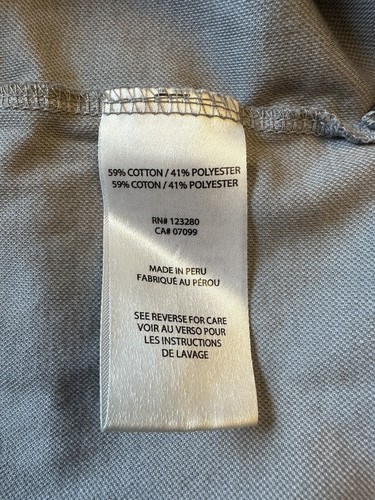 59% COTTON / 41% POLYESTER
59% COTON / 41% POLYESTER
RN# 123280
CA# 07099
MADE IN PERU
FABRIQUÉ AU PÉROU
SEE REVERSE FOR CARE
VOIR AU VERSO POUR
LES INSTRUCTIONS
DE LAVAGE